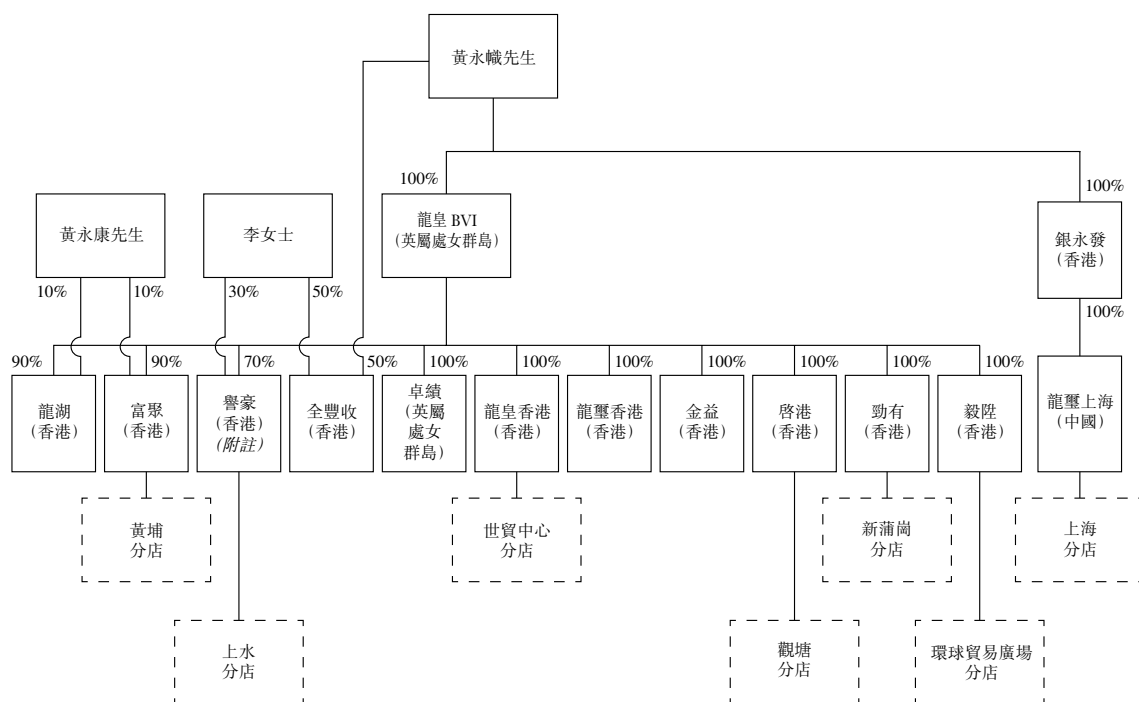 黃永幟先生
100%
100%
黃永康先生
李女士
龍皇 BVI
(英屬處女群島)
銀永發
(香港)
10%
10%
30%
50%
100%
90%
90%
70%
50%
100%
100%
100%
100%
100%
100%
100%
龍湖
(香港)
富聚
(香港)
譽豪
(香港)
(附註)
全豐收
(香港)
卓績
(英屬
處女
群島)
龍皇香港
(香港)
龍璽香港
(香港)
金益
(香港)
啓港
(香港)
勁有
(香港)
毅陞
(香港)
龍璽上海
(中國)
黃埔
分店
世貿中心
分店
新蒲崗
分店
上海
分店
上水
分店
觀塘
分店
環球貿易廣場
分店